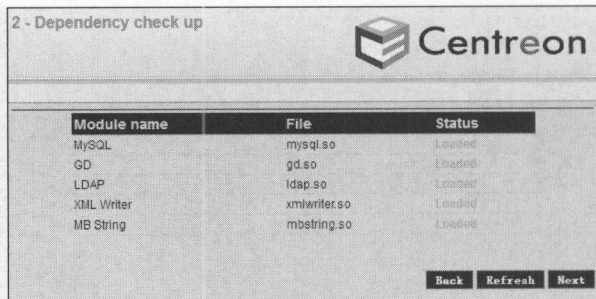 2 - Dependency check up
Centreon
Module name File Status
MySQL mysql.so Loaded
GD gd.so Loaded
LDAP ldap.so Loaded
XML Writer xmlwriter.so Loaded
MB String mbstring.so Loaded
Back Refresh Next